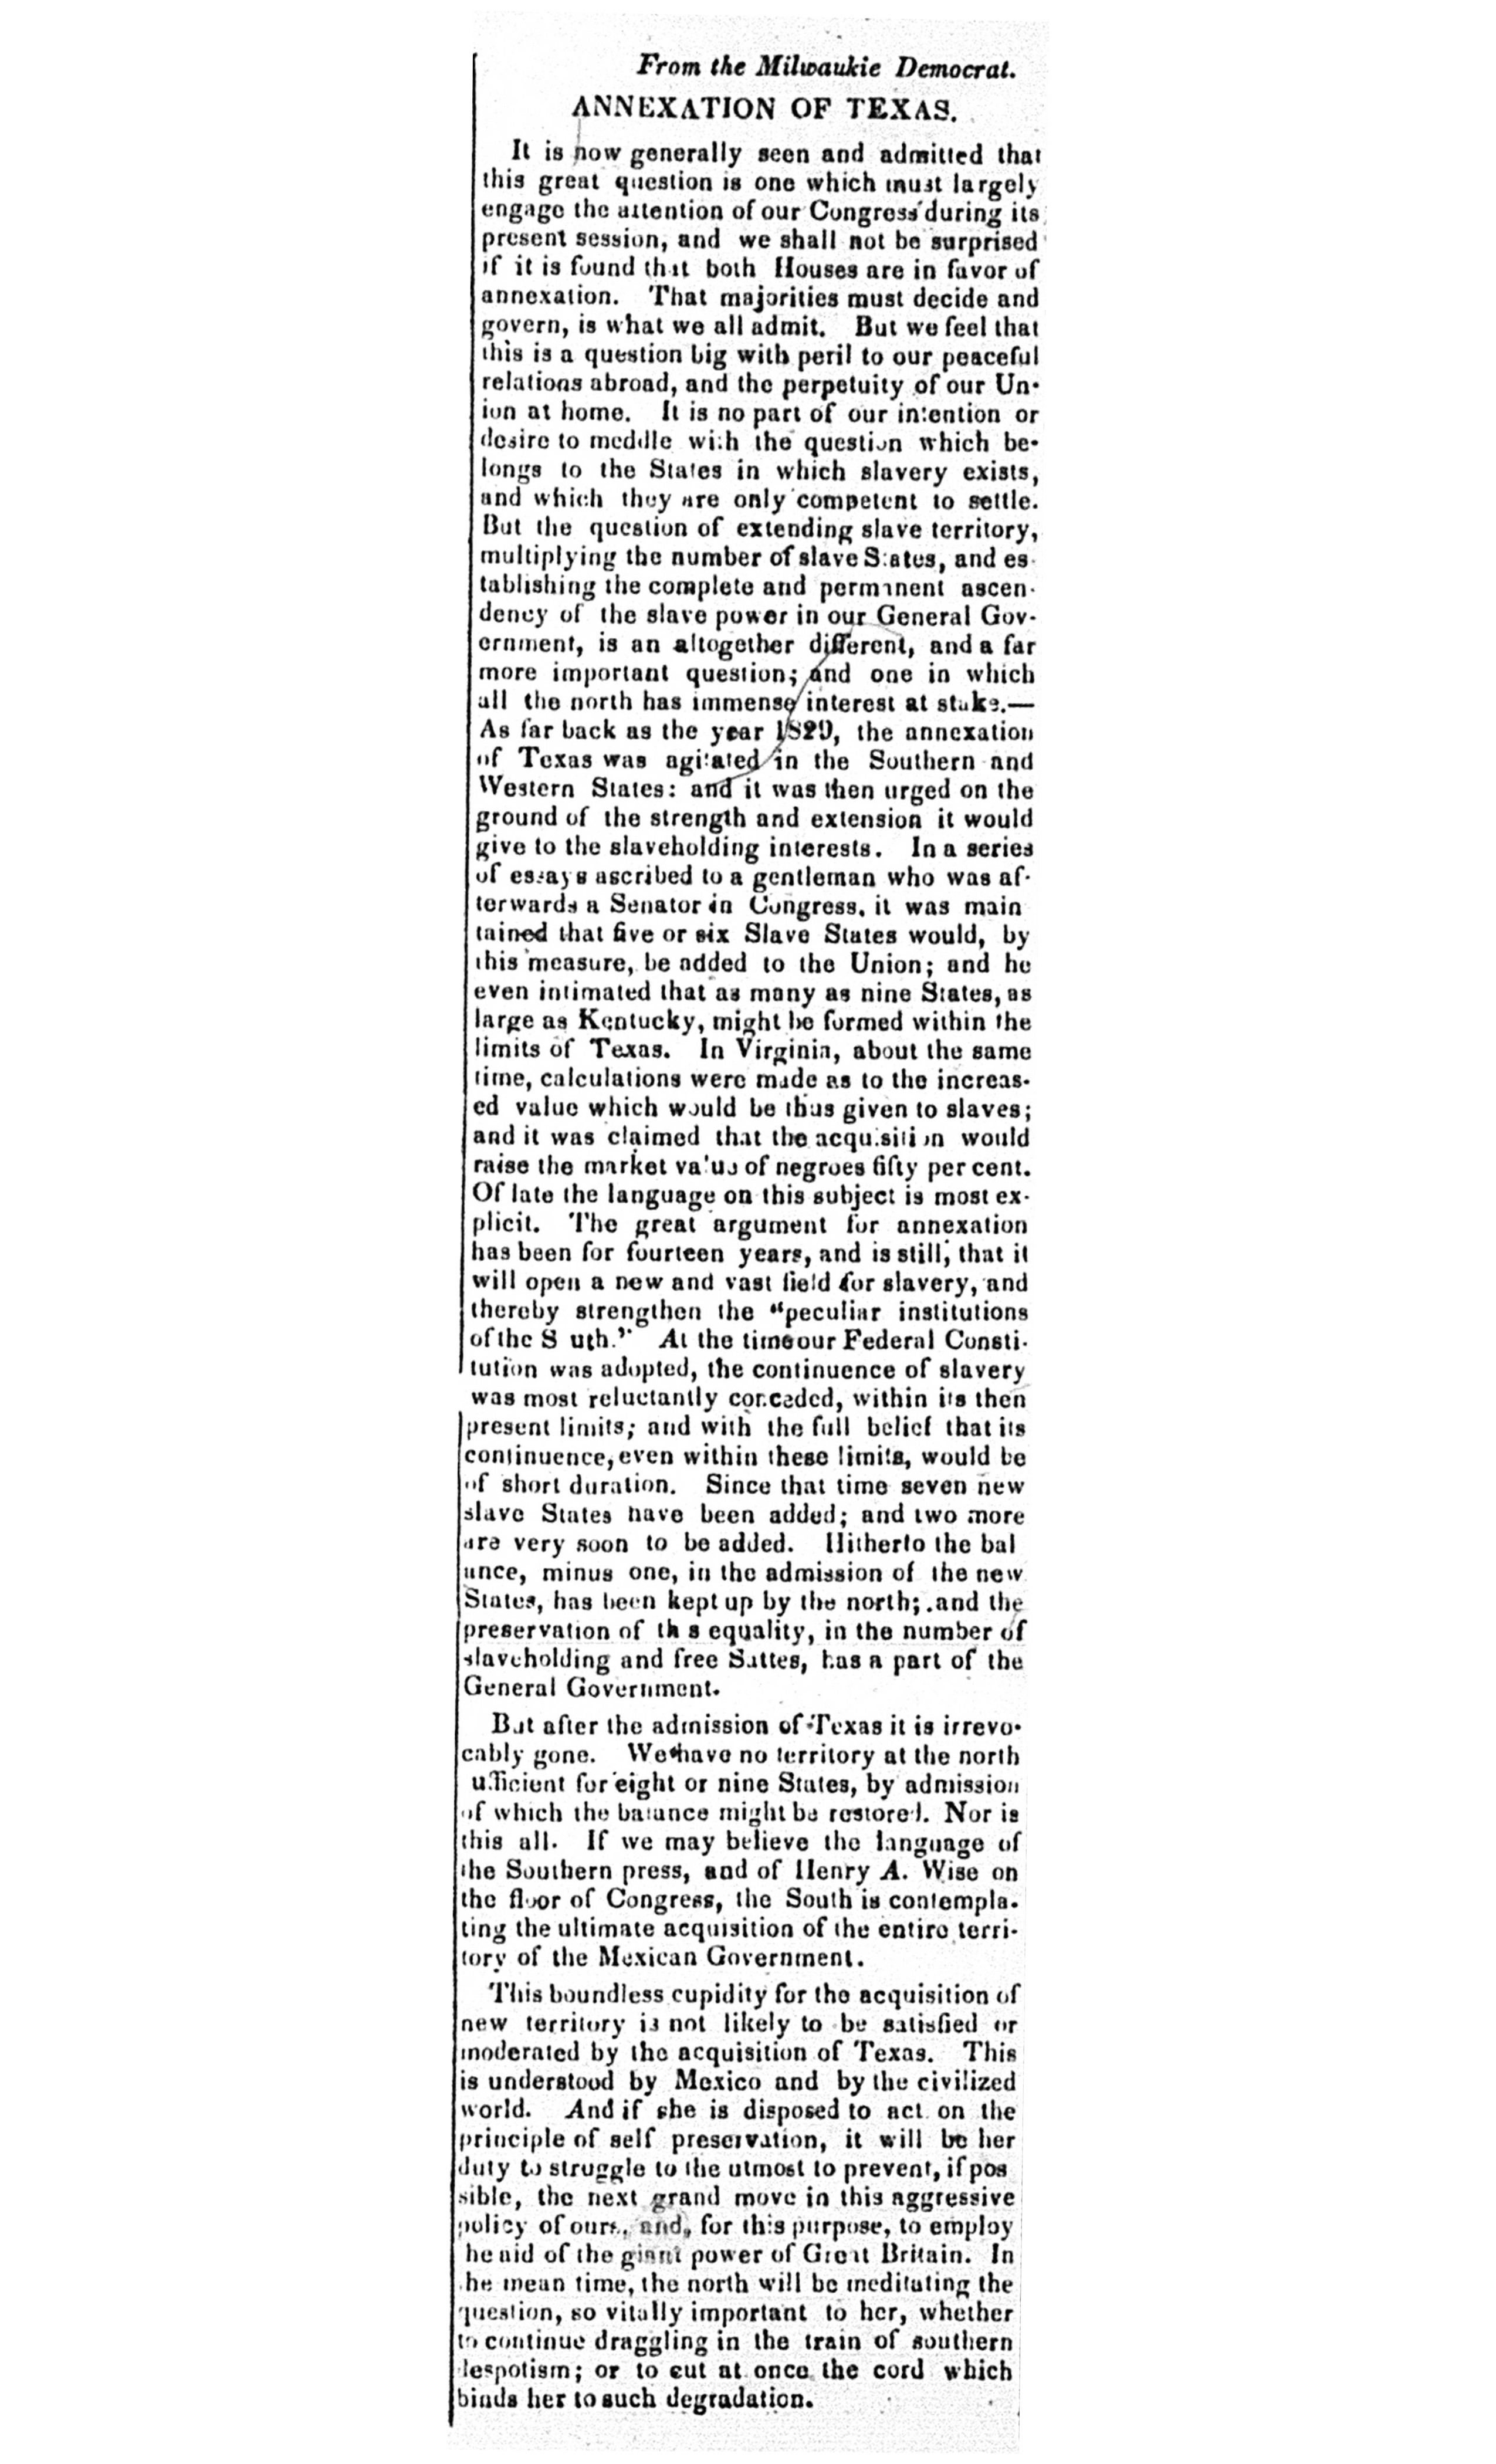 From the Milwaukie Democrat.
ANNEXATION OF TEXAS.
It is now generally seen and admitted that
this great question is one which must largely
engage the attention of our Congress during its
present session, and we shall not be surprised
if it is found that both Houses are in favor of
annexation. That majorities must decide and
govern, is what we all admit. But we feel that
this is a question big with peril to our peaceful
relations abroad, and the perpetuity of our Un-
ion at home. It is no part of our intention or
desire to meddle with the question which be-
longs to the States in which slavery exists,
and which they are only competent to settle.
But the question of extending slave territory,
multiplying the number of slave States, and es-
tablishing the complete and permanent ascen-
dency of the slave power in our General Gov-
ernment, is an altogether different, and a far
more important question; and one in which
all the north has immense interest at stake.—
As far back as the year 1829, the annexation
of Texas was agitated in the Southern and
Western States: and it was then urged on the
ground of the strength and extension it would
give to the slaveholding interests. In a series
of essays ascribed to a gentleman who was af-
terwards a Senator in Congress, it was main
tained that five or six Slave States would, by
this measure, be added to the Union; and he
even intimated that as many as nine States, as
large as Kentucky, might be formed within the
limits of Texas. In Virginia, about the same
time, calculations were made as to the increas-
ed value which would be thus given to slaves;
and it was claimed that the acquisition would
raise the market value of negroes fifty per cent.
Of late the language on this subject is most ex-
plicit. The great argument for annexation
has been for fourteen years, and is still, that it
will open a new and vast field for slavery, and
thereby strengthen the "peculiar institutions
of the S uth." At the time our Federal Consti-
tution was adopted, the continuence of slavery
was most reluctantly conceded, within its then
present limits; and with the full belief that its
continuence, even within these limits, would be
of short duration. Since that time seven new
slave States have been added; and two more
are very soon to be added. Hitherto the bal
ance, minus one, in the admission of the new
States, has been kept up by the north; and the
preservation of th s equality, in the number of
slaveholding and free Sattes, has a part of the
General Government.
But after the admission of Texas it is irrevo-
cably gone. We have no territory at the north
ufficient for eight or nine States, by admission
of which the balance might be restored. Nor is
this all. If we may believe the language of
the Southern press, and of Henry A. Wise on
the floor of Congress, the South is contempla-
ting the ultimate acquisition of the entire terri-
tory of the Mexican Government.
This boundless cupidity for the acquisition of
new territory is not likely to be satisfied or
moderated by the acquisition of Texas. This
is understood by Mexico and by the civilized
world. And if she is disposed to act on the
principle of self preservation, it will be her
duty to struggle to the utmost to prevent, if pos
sible, the next grand move in this aggressive
policy of ours, and, for this purpose, to employ
he aid of the giant power of Great Britain. In
he mean time, the north will be meditating the
question, so vitally important to her, whether
to continue draggling in the train of southern
despotism; or to cut at once the cord which
binds her to such degradation.